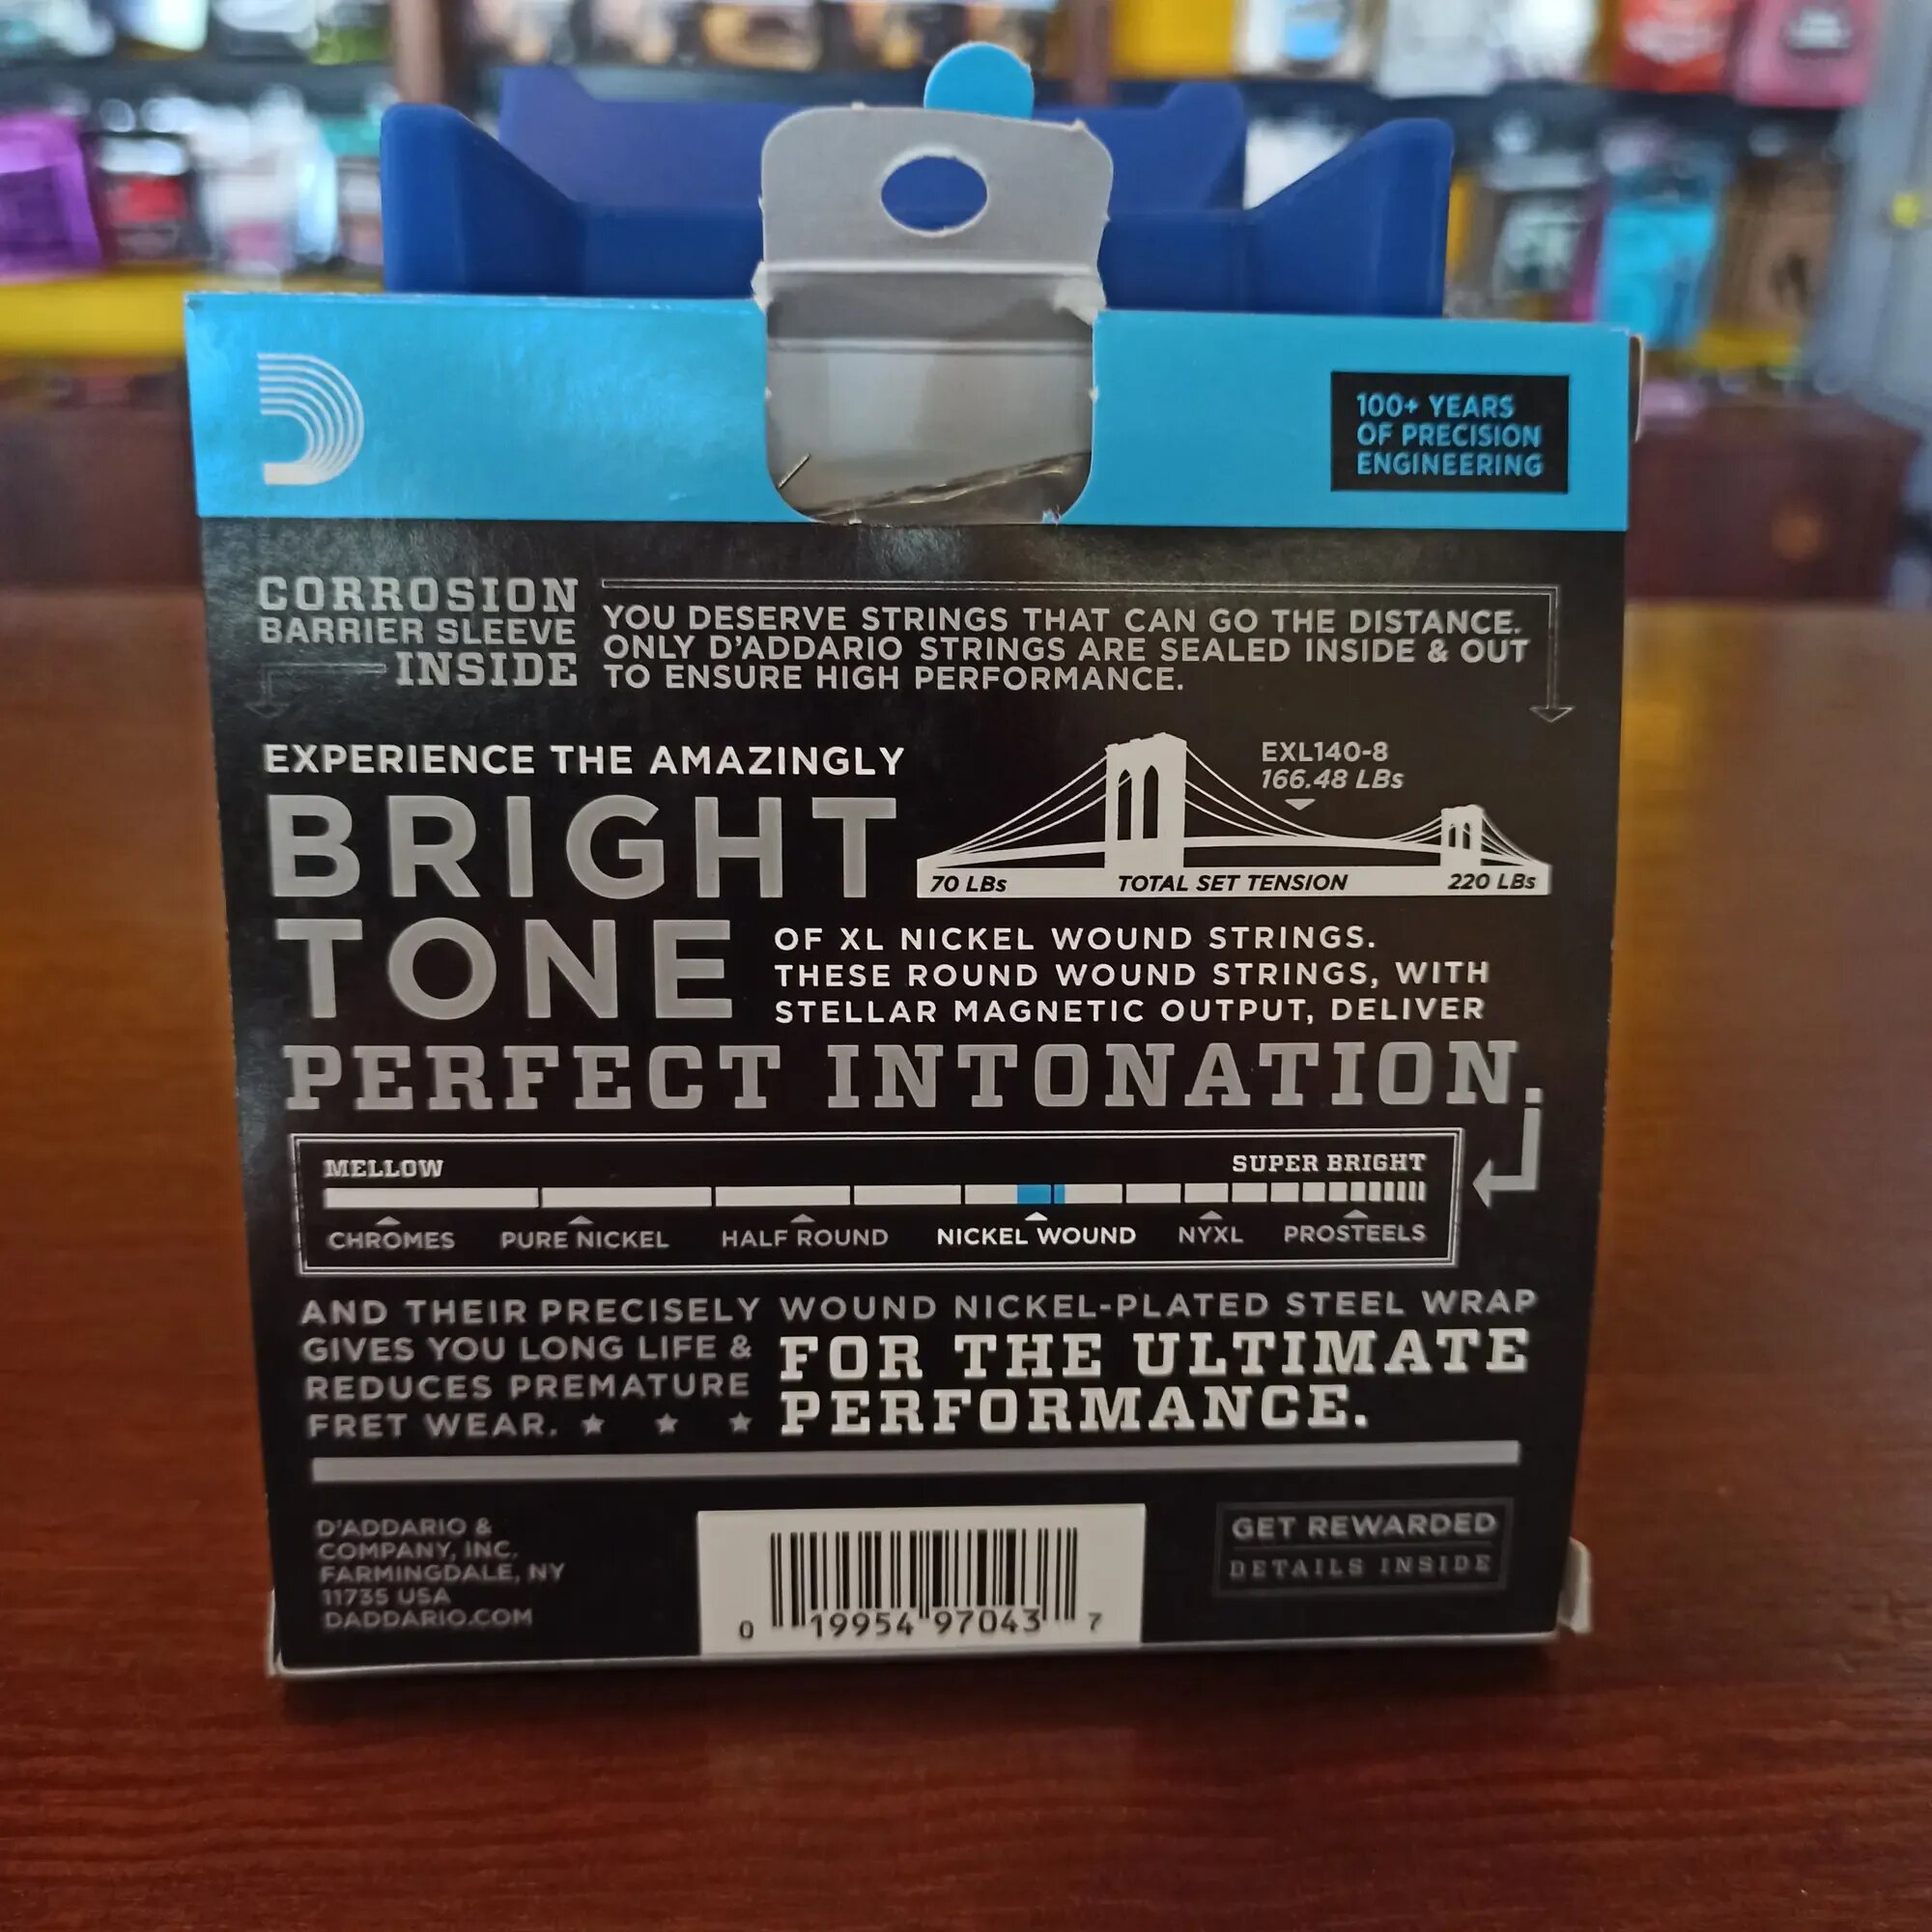 100+ YEARS
OF PRECISION
ENGINEERING
CORROSION
BARRIER SLEEVE
INSIDE
YOU DESERVE STRINGS THAT CAN GO THE DISTANCE.
ONLY D'ADDARIO STRINGS ARE SEALED INSIDE & OUT
TO ENSURE HIGH PERFORMANCE.
EXPERIENCE THE AMAZINGLY
BRIGHT
TONE
EXL140-8
166.48 LBs
70 LBs TOTAL SET TENSION 220 LBs
OF XL NICKEL WOUND STRINGS.
THESE ROUND WOUND STRINGS, WITH
STELLAR MAGNETIC OUTPUT, DELIVER
PERFECT INTONATION.
MELLOW SUPER BRIGHT
CHROMES PURE NICKEL HALF ROUND NICKEL WOUND NYXL PROSTEELS
AND THEIR PRECISELY WOUND NICKEL-PLATED STEEL WRAP
GIVES YOU LONG LIFE &
REDUCES PREMATURE
FRET WEAR.
FOR THE ULTIMATE
PERFORMANCE.
D'ADDARIO &
COMPANY, INC.
FARMINGDALE, NY
11735 USA
DADDARIO.COM
0 19954 97043 7
GET REWARDED
DETAILS INSIDE